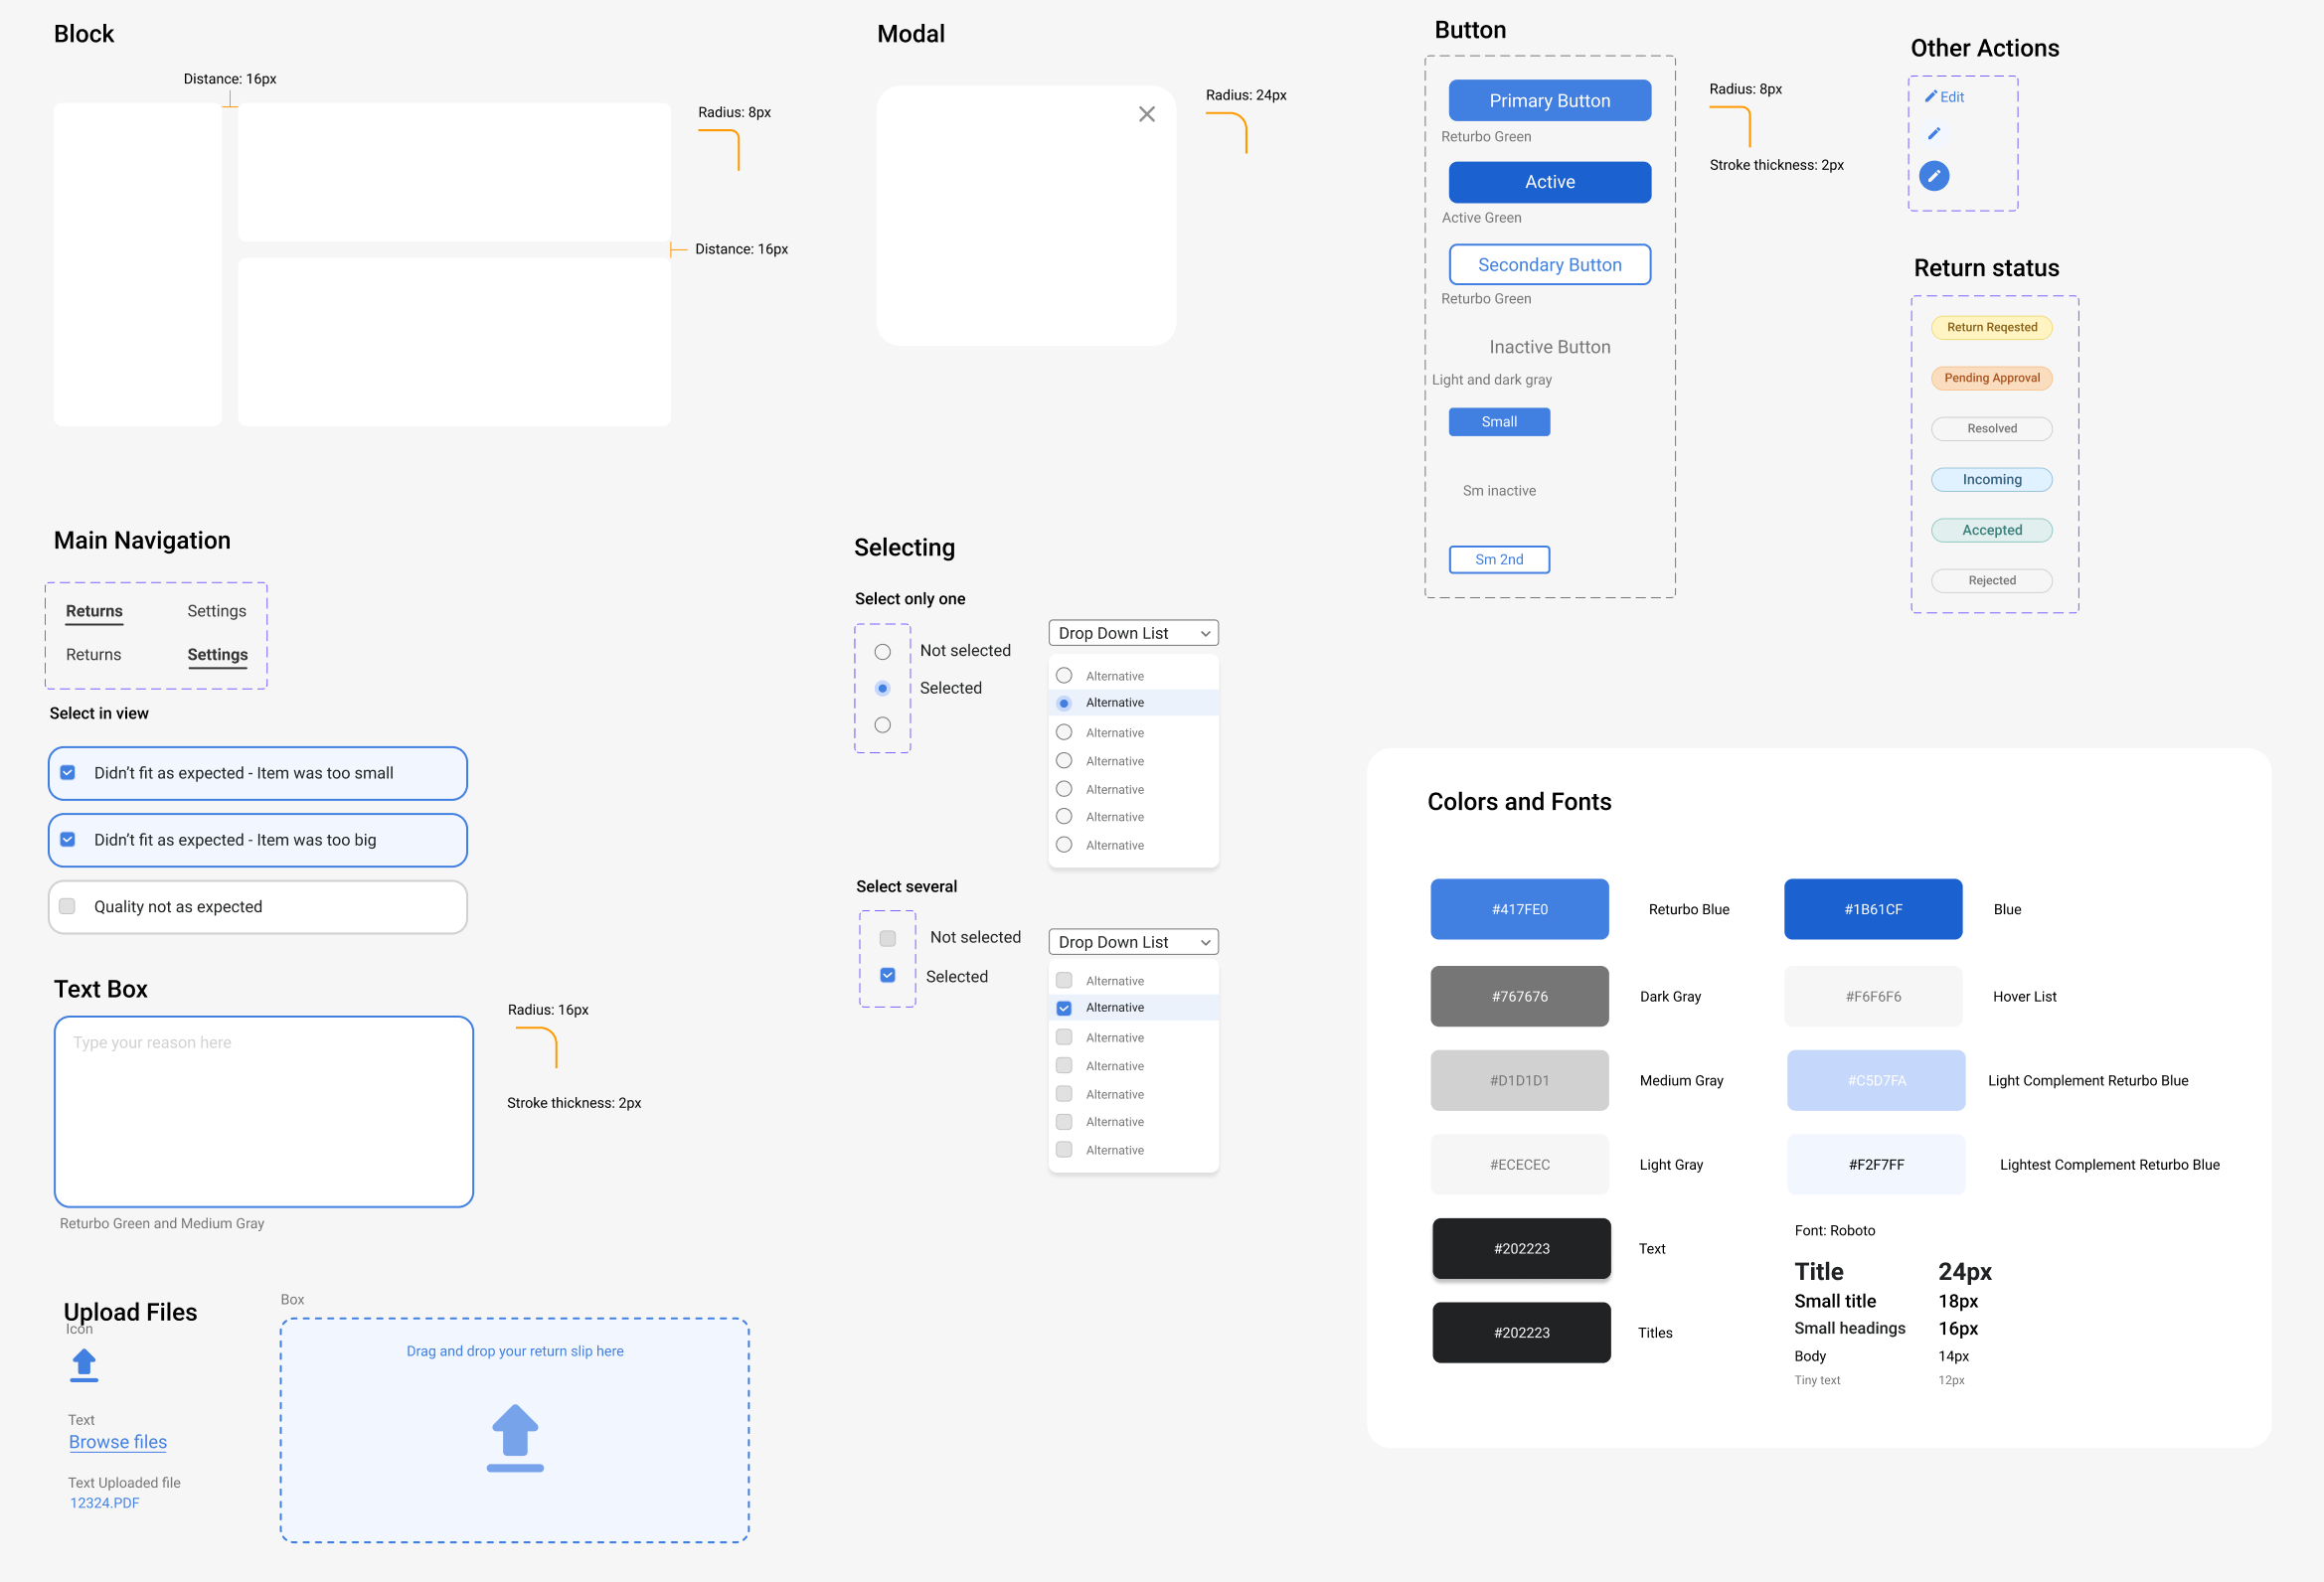 Block
Distance: 16px
Radius: 8px
Distance: 16px
Modal
Radius: 24px
Button
Primary Button
Returbo Green
Active
Active Green
Secondary Button
Returbo Green
Inactive Button
Light and dark gray
Small
Sm inactive
Sm 2nd
Radius: 8px
Stroke thickness: 2px
Other Actions
Edit
Return status
Return Reqested
Pending Approval
Resolved
Incoming
Accepted
Rejected
Main Navigation
Returns Settings
Returns Settings
Select in view
Didn't fit as expected - Item was too small
Didn't fit as expected - Item was too big
Quality not as expected
Text Box
Type your reason here
Returbo Green and Medium Gray
Radius: 16px
Stroke thickness: 2px
Upload Files
Icon
Text
Browse files
Text Uploaded file
12324.PDF
Box
Drag and drop your return slip here
Selecting
Select only one
Not selected
Selected
Drop Down List
Alternative
Alternative
Alternative
Alternative
Alternative
Alternative
Alternative
Select several
Not selected
Selected
Drop Down List
Alternative
Alternative
Alternative
Alternative
Alternative
Alternative
Alternative
Colors and Fonts
#417FE0 Returbo Blue
#1B61CF Blue
#767676 Dark Gray
#F6F6F6 Hover List
#D1D1D1 Medium Gray
#C5D7FA Light Complement Returbo Blue
#ECECEC Light Gray
#F2F7FF Lightest Complement Returbo Blue
#202223 Text
#202223 Titles
Font: Roboto
Title 24px
Small title 18px
Small headings 16px
Body 14px
Tiny text 12px